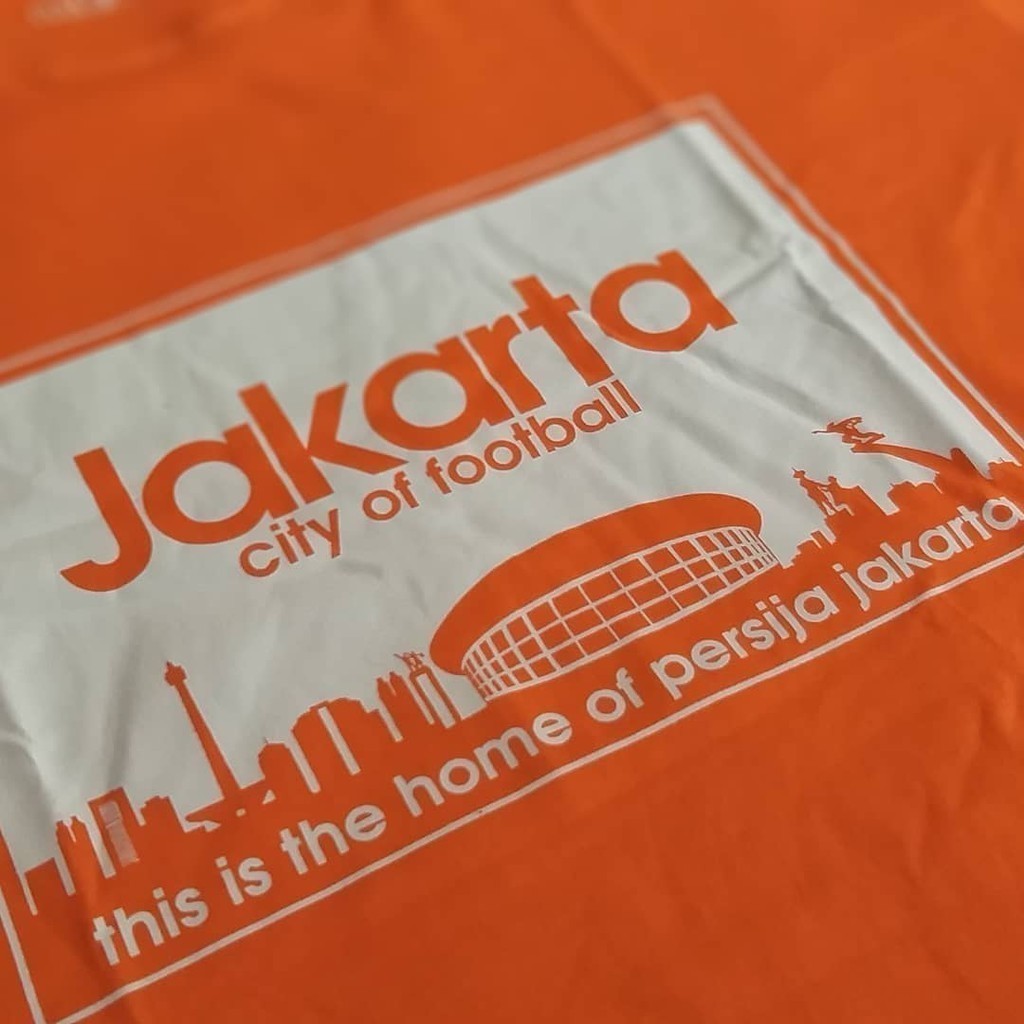 Jakarta
city of football
this is the home of persija jakarta